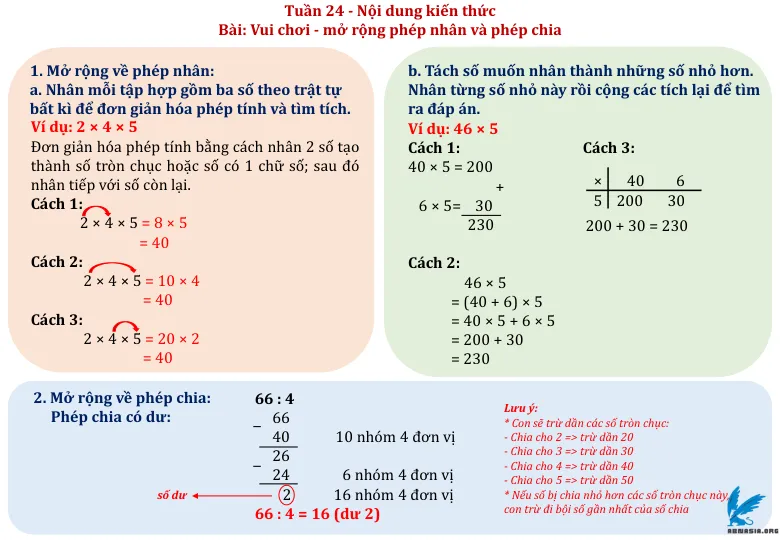 Tuần 24 - Nội dung kiến thức
Bài: Vui chơi - mở rộng phép nhân và phép chia
1. Mở rộng về phép nhân:
a. Nhân mỗi tập hợp gồm ba số theo trật tự
bất kì để đơn giản hóa phép tính và tìm tích.
Ví dụ: 2 × 4 × 5
Đơn giản hóa phép tính bằng cách nhân 2 số tạo
thành số tròn chục hoặc số có 1 chữ số; sau đó
nhân tiếp với số còn lại.
Cách 1:
2 × 4 × 5 = 8 × 5
= 40
Cách 2:
2 × 4 × 5 = 10 × 4
= 40
Cách 3:
2 × 4 × 5 = 20 × 2
= 40
b. Tách số muốn nhân thành những số nhỏ hơn.
Nhân từng số nhỏ này rồi cộng các tích lại để tìm
ra đáp án.
Ví dụ: 46 × 5
Cách 1:
40 × 5 = 200
+
6 × 5= 30
230
Cách 3:
× 40 6
5 200 30
200 + 30 = 230
Cách 2:
46 × 5
= (40 + 6) × 5
= 40 × 5 + 6 × 5
= 200 + 30
= 230
2. Mở rộng về phép chia:
Phép chia có dư:
66 : 4
66
–
40 10 nhóm 4 đơn vị
26
–
24 6 nhóm 4 đơn vị
số dư 2 16 nhóm 4 đơn vị
66 : 4 = 16 (dư 2)
Lưu ý:
* Con sẽ trừ dần các số tròn chục:
- Chia cho 2 => trừ dần 20
- Chia cho 3 => trừ dần 30
- Chia cho 4 => trừ dần 40
- Chia cho 5 => trừ dần 50
* Nếu số bị chia nhỏ hơn các số tròn chục này,
con trừ đi bội số gần nhất của số chia
ABMASIA.ORG